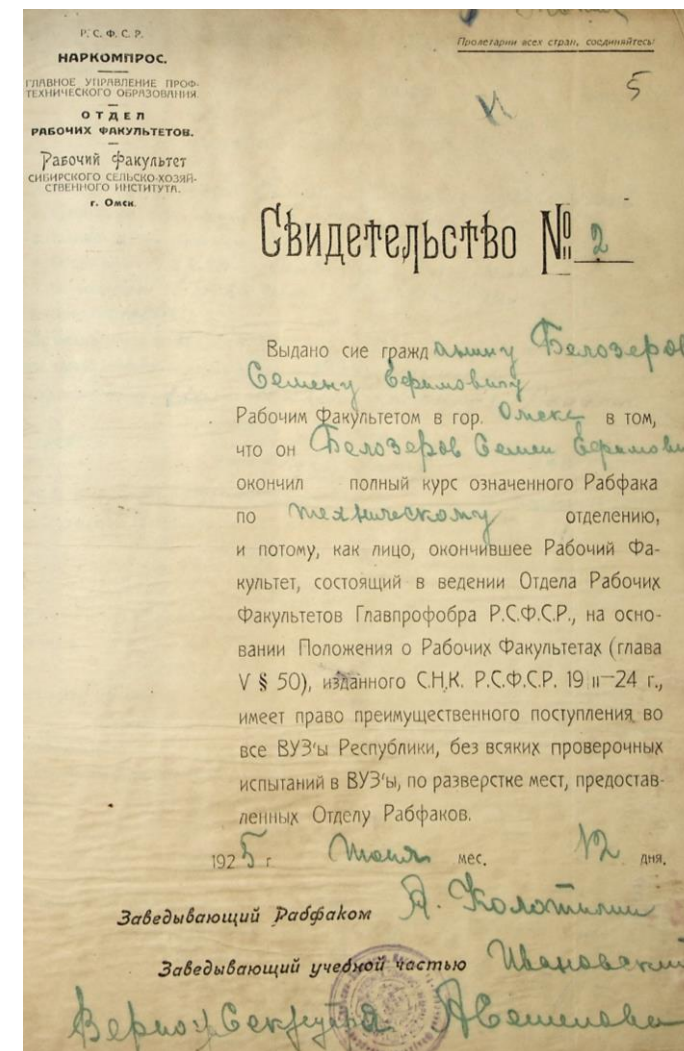 Р. С. Ф. С. Р.
НАРКОМПРОС.
ГЛАВНОЕ УПРАВЛЕНИЕ ПРОФ-
ТЕХНИЧЕСКОГО ОБРАЗОВАНИЯ.
ОТДЕЛ
РАБОЧИХ ФАКУЛЬТЕТОВ.
Рабочий факультет
СИБИРСКОГО СЕЛЬСКО-ХОЗЯЙ-
СТВЕННОГО ИНСТИТУТА.
г. Омск.
Пролетарии всех стран, соединяйтесь!
5
Свидетельство № 2
Выдано сие гражданину Белозеров
Семену Ефимовичу
Рабочим Факультетом в гор. Омске в том,
что он Белозеров Семен Ефимови
окончил полный курс означенного Рабфака
по техническому отделению,
и потому, как лицо, окончившее Рабочий Фа-
культет, состоящий в ведении Отдела Рабочих
Факультетов Главпрофобра Р.С.Ф.С.Р., на осно-
вании Положения о Рабочих Факультетах (глава
V § 50), изданного С.Н.К. Р.С.Ф.С.Р. 19 II—24 г.,
имеет право преимущественного поступления во
все ВУЗ'ы Республики, без всяких проверочных
испытаний в ВУЗ'ы, по разверстке мест, предостав-
ленных Отделу Рабфаков.
1925 г. Июня мес. 12 дня.
Заведывающий Рабфаком А. Колотилин
Заведывающий учебной частью Ивановский
Верно: Секретарь